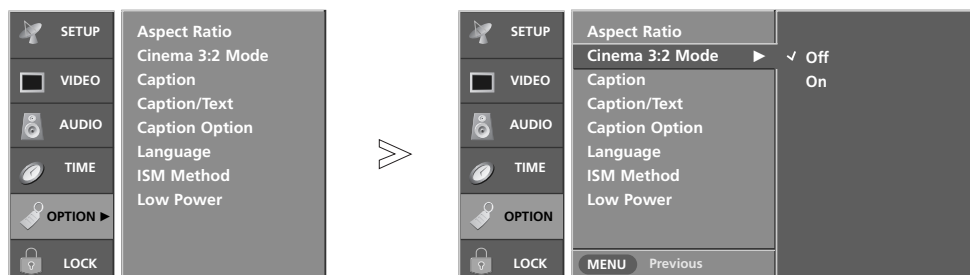 SETUP
VIDEO
AUDIO
TIME
OPTION ►
LOCK
Aspect Ratio
Cinema 3:2 Mode
Caption
Caption/Text
Caption Option
Language
ISM Method
Low Power
SETUP
VIDEO
AUDIO
TIME
OPTION
LOCK
Aspect Ratio
Cinema 3:2 Mode ►
Caption
Caption/Text
Caption Option
Language
ISM Method
Low Power
MENU Previous
✓ Off
On